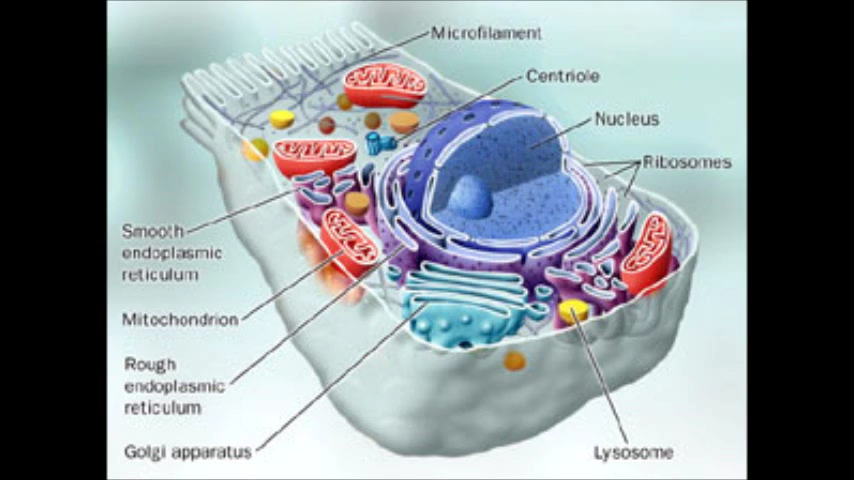 Microfilament
Centriole
Nucleus
Ribosomes
Smooth
endoplasmic
reticulum
Mitochondrion
Rough
endoplasmic
reticulum
Golgi apparatus
Lysosome